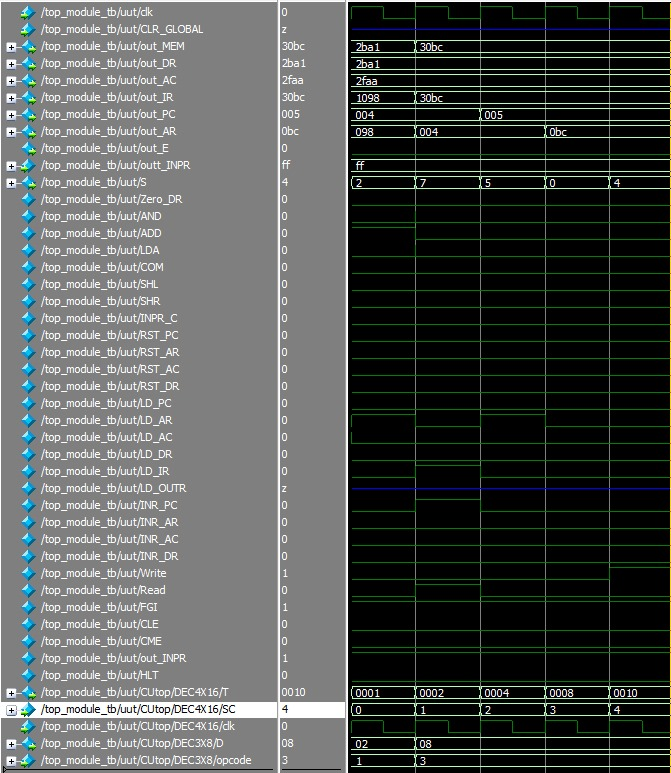 /top_module_tb/uut/clk 0
/top_module_tb/uut/CLR_GLOBAL z
/top_module_tb/uut/out_MEM 30bc 2ba1 30bc
/top_module_tb/uut/out_DR 2ba1 2ba1
/top_module_tb/uut/out_AC 2faa 2faa
/top_module_tb/uut/out_IR 30bc 1098 30bc
/top_module_tb/uut/out_PC 005 004 005
/top_module_tb/uut/out_AR 0bc 098 004 0bc
/top_module_tb/uut/out_E 0
/top_module_tb/uut/outt_INPR ff ff
/top_module_tb/uut/S 4 2 7 5 0 4
/top_module_tb/uut/Zero_DR 0
/top_module_tb/uut/AND 0
/top_module_tb/uut/ADD 0
/top_module_tb/uut/LDA 0
/top_module_tb/uut/COM 0
/top_module_tb/uut/SHL 0
/top_module_tb/uut/SHR 0
/top_module_tb/uut/INPR_C 0
/top_module_tb/uut/RST_PC 0
/top_module_tb/uut/RST_AR 0
/top_module_tb/uut/RST_AC 0
/top_module_tb/uut/RST_DR 0
/top_module_tb/uut/LD_PC 0
/top_module_tb/uut/LD_AR 0
/top_module_tb/uut/LD_AC 0
/top_module_tb/uut/LD_DR 0
/top_module_tb/uut/LD_IR 0
/top_module_tb/uut/LD_OUTR z
/top_module_tb/uut/INR_PC 0
/top_module_tb/uut/INR_AR 0
/top_module_tb/uut/INR_AC 0
/top_module_tb/uut/INR_DR 0
/top_module_tb/uut/Write 1
/top_module_tb/uut/Read 0
/top_module_tb/uut/FGI 1
/top_module_tb/uut/CLE 0
/top_module_tb/uut/CME 0
/top_module_tb/uut/out_INPR 1
/top_module_tb/uut/HLT 0
/top_module_tb/uut/CUtop/DEC4X16/T 0010 0001 0002 0004 0008 0010
/top_module_tb/uut/CUtop/DEC4X16/SC 4 0 1 2 3 4
/top_module_tb/uut/CUtop/DEC4X16/clk 0
/top_module_tb/uut/CUtop/DEC3X8/D 08 02 08
/top_module_tb/uut/CUtop/DEC3X8/opcode 3 1 3